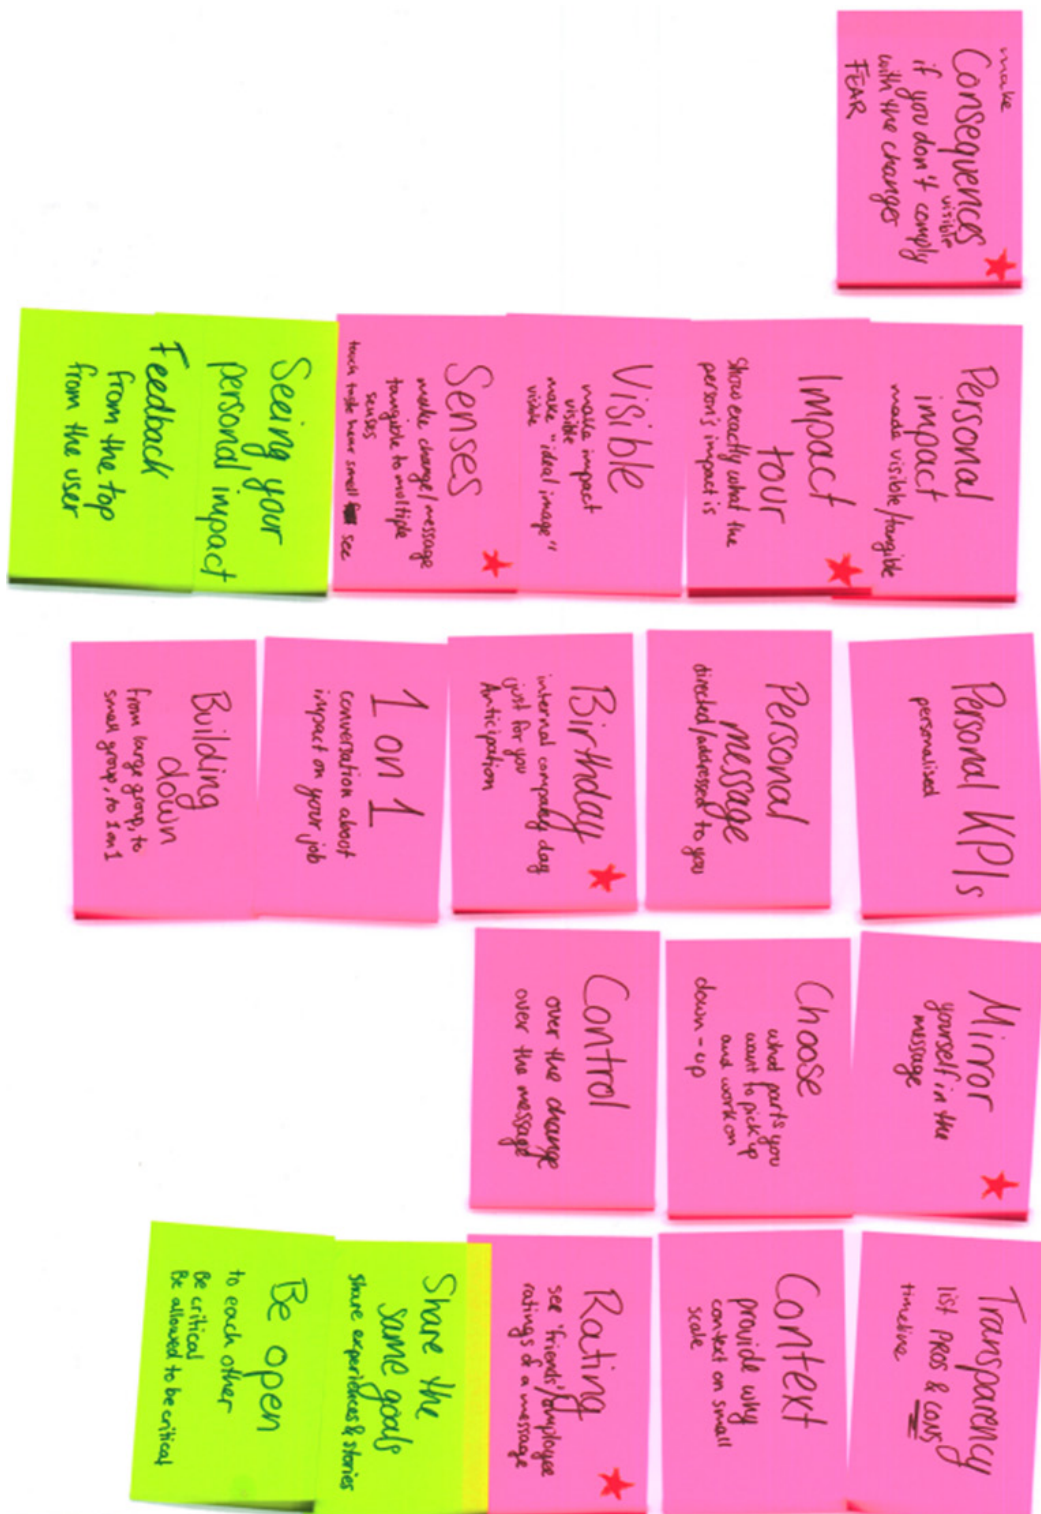 make
Consequences
visible
if you don't comply
with the changes
FEAR
Personal
impact
made visible/tangible
Impact
tour
Show exactly what the
person's impact is
Visible
make impact
visible
make "ideal image"
visible
Senses
make change/message
tangible to multiple
senses
touch taste hear smell see
Seeing your
personal impact
Feedback
from the top
from the user
Personal KPIs
personalised
Personal
message
directed/addressed to you
Birthday
internal company day
just for you
Anticipation
1 on 1
conversation about
impact on your job
Building
down
from large group, to
small group, to 1 on 1
Mirror
yourself in the
message
Choose
what parts you
want to pick up
and work on
down - up
Control
over the change
over the message
Transparency
list PROS & CONS
timeline
Context
provide why
context on small
scale
Rating
see 'friends'/employee
ratings of a message
Share the
same goals
share experiences & stories
Be open
to each other
Be critical
Be allowed to be critical